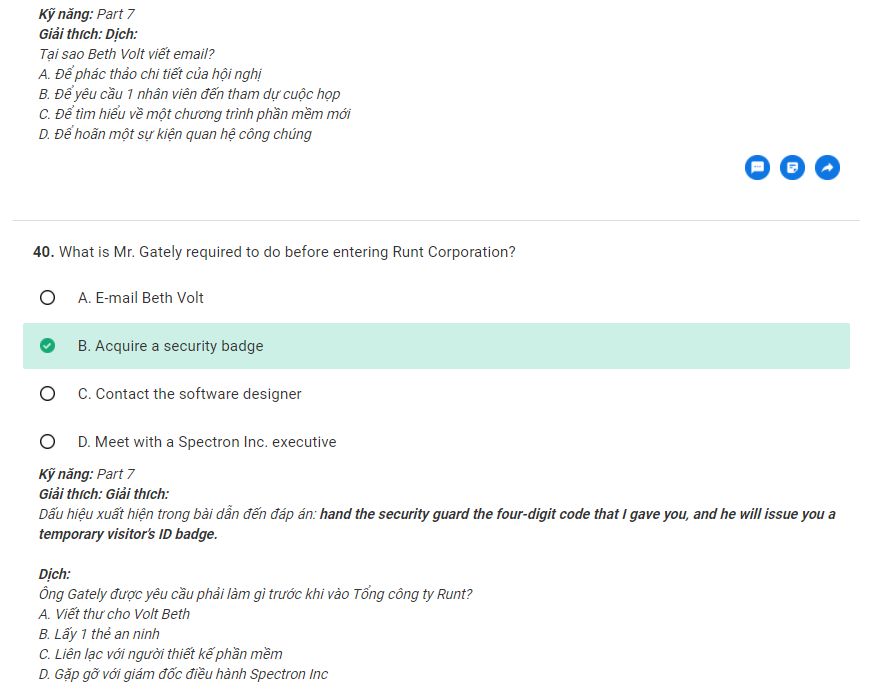 Kỹ năng: Part 7
Giải thích: Dịch:
Tại sao Beth Volt viết email?
A. Để phác thảo chi tiết của hội nghị
B. Để yêu cầu 1 nhân viên đến tham dự cuộc họp
C. Để tìm hiểu về một chương trình phần mềm mới
D. Để hoãn một sự kiện quan hệ công chúng
40. What is Mr. Gately required to do before entering Runt Corporation?
A. E-mail Beth Volt
B. Acquire a security badge
C. Contact the software designer
D. Meet with a Spectron Inc. executive
Kỹ năng: Part 7
Giải thích: Giải thích:
Dấu hiệu xuất hiện trong bài dẫn đến đáp án: hand the security guard the four-digit code that I gave you, and he will issue you a
temporary visitor's ID badge.
Dịch:
Ông Gately được yêu cầu phải làm gì trước khi vào Tổng công ty Runt?
A. Viết thư cho Volt Beth
B. Lấy 1 thẻ an ninh
C. Liên lạc với người thiết kế phần mềm
D. Gặp gỡ với giám đốc điều hành Spectron Inc